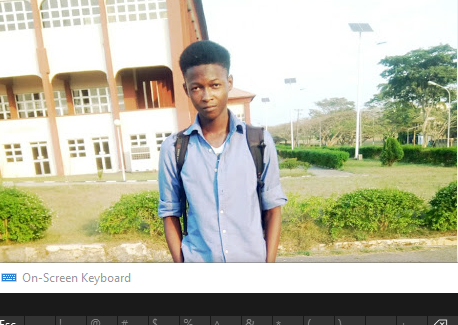 On-Screen Keyboard
Esc ! @ # $ % ^ & * ( )